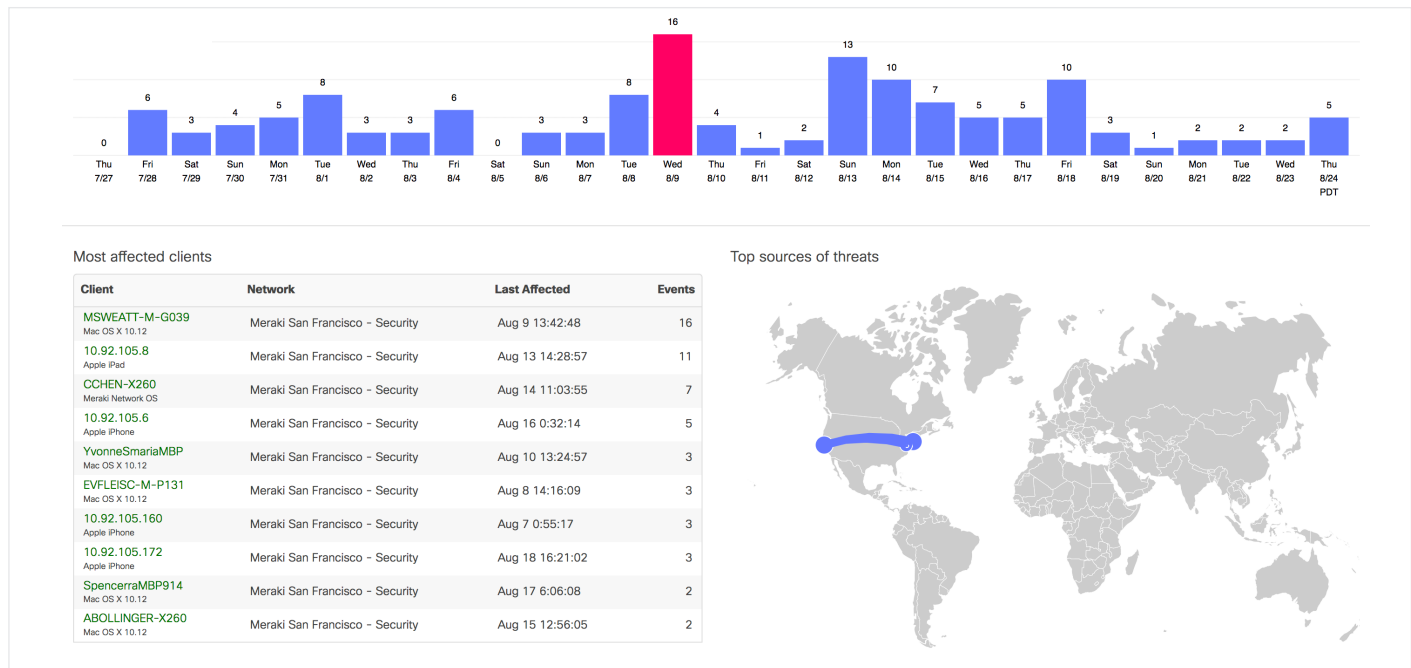 16
13
10
10
8
8
7
6
6
5
5
5
5
4
4
3
3
3
3
3
3
2
2
2
2
1
1
0
0
Thu Fri Sat Sun Mon Tue Wed Thu Fri Sat Sun Mon Tue Wed Thu Fri Sat Sun Mon Tue Wed Thu Fri Sat Sun Mon Tue Wed Thu
7/27 7/28 7/29 7/30 7/31 8/1 8/2 8/3 8/4 8/5 8/6 8/7 8/8 8/9 8/10 8/11 8/12 8/13 8/14 8/15 8/16 8/17 8/18 8/19 8/20 8/21 8/22 8/23 8/24
PDT
Most affected clients
Client Network Last Affected Events
MSWEATT-M-G039 Meraki San Francisco - Security Aug 9 13:42:48 16
Mac OS X 10.12
10.92.105.8 Meraki San Francisco - Security Aug 13 14:28:57 11
Apple iPad
CCHEN-X260 Meraki San Francisco - Security Aug 14 11:03:55 7
Meraki Network OS
10.92.105.6 Meraki San Francisco - Security Aug 16 0:32:14 5
Apple iPhone
YvonneSmariaMBP Meraki San Francisco - Security Aug 10 13:24:57 3
Mac OS X 10.12
EVFLEISC-M-P131 Meraki San Francisco - Security Aug 8 14:16:09 3
Mac OS X 10.12
10.92.105.160 Meraki San Francisco - Security Aug 7 0:55:17 3
Apple iPhone
10.92.105.172 Meraki San Francisco - Security Aug 18 16:21:02 3
Apple iPhone
SpencerraMBP914 Meraki San Francisco - Security Aug 17 6:06:08 2
Mac OS X 10.12
ABOLLINGER-X260 Meraki San Francisco - Security Aug 15 12:56:05 2
Mac OS X 10.12
Top sources of threats